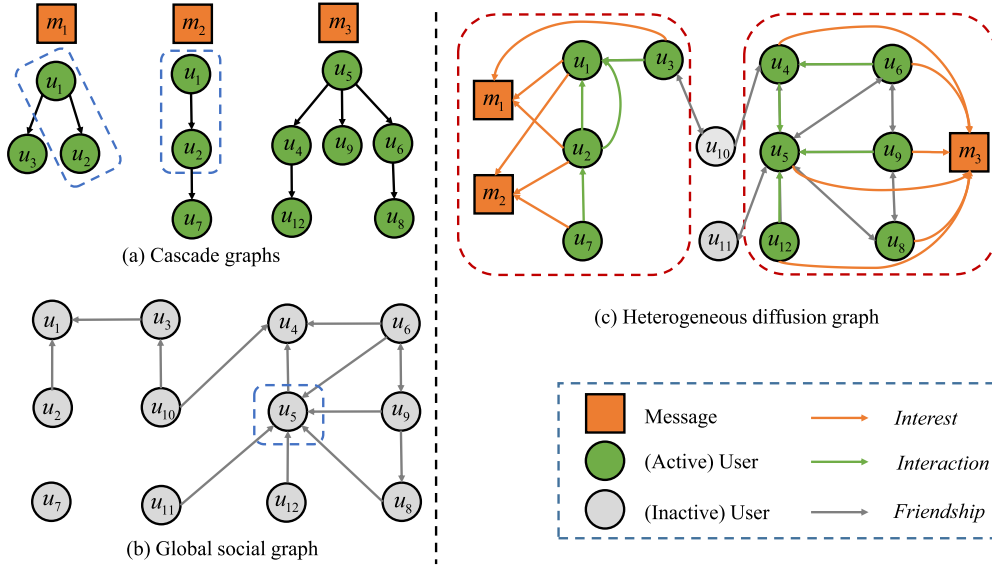 m1 m2 m3
u1
u3 u2
u1
u2
u7
u5
u4 u9 u6
u12 u8
(a) Cascade graphs
u1 u3 u4 u6
u2 u10 u5 u9
u7 u11 u12 u8
(b) Global social graph
u1 u3
m1
u2
m2
u7
u10
u11
u4 u6
u5 u9 m3
u12 u8
(c) Heterogeneous diffusion graph
Message Interest
(Active) User Interaction
(Inactive) User Friendship